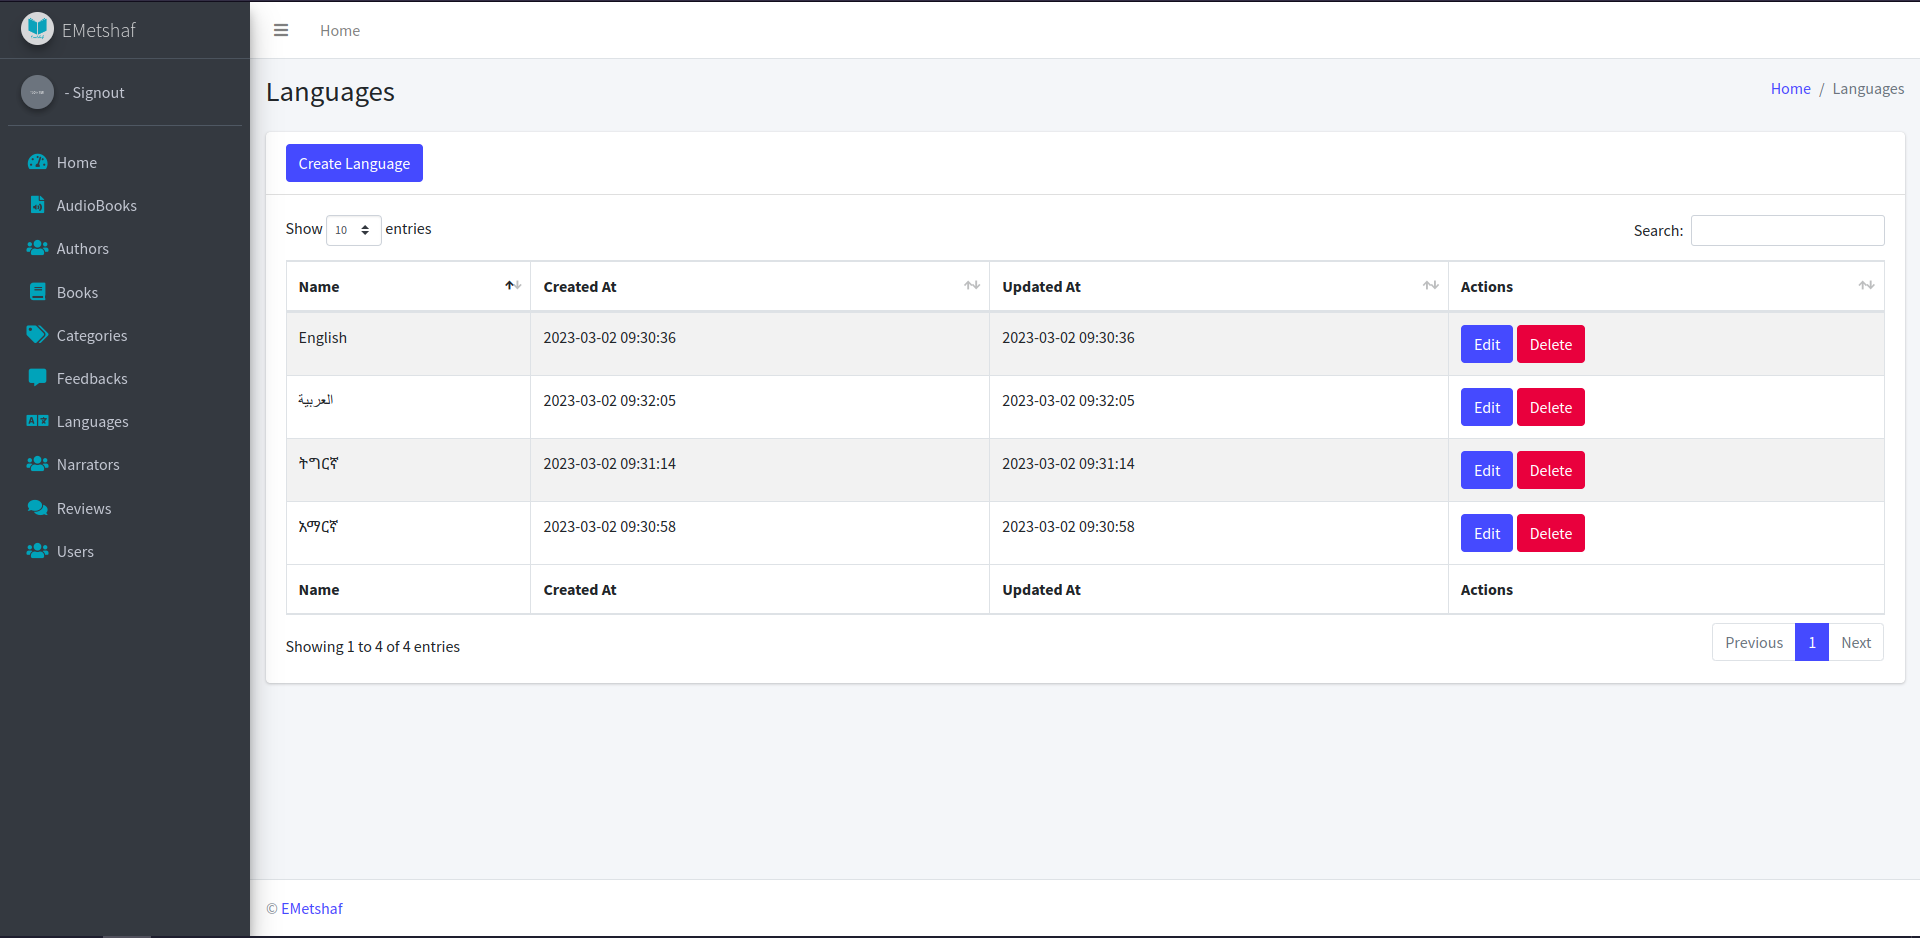 EMetshaf
- Signout
Home
AudioBooks
Authors
Books
Categories
Feedbacks
Languages
Narrators
Reviews
Users
Home
Languages
Home / Languages
Create Language
Show 10 entries
Search:
Name Created At Updated At Actions
English 2023-03-02 09:30:36 2023-03-02 09:30:36 Edit Delete
العربية 2023-03-02 09:32:05 2023-03-02 09:32:05 Edit Delete
ትግርኛ 2023-03-02 09:31:14 2023-03-02 09:31:14 Edit Delete
አማርኛ 2023-03-02 09:30:58 2023-03-02 09:30:58 Edit Delete
Name Created At Updated At Actions
Showing 1 to 4 of 4 entries
Previous 1 Next
© EMetshaf